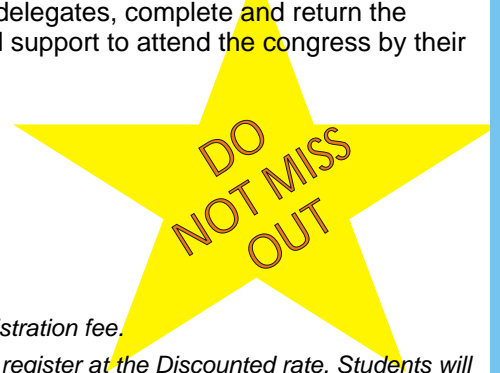 delegates, complete and return the
support to attend the congress by their
DO
NOT MISS
OUT
stration fee.
register at the Discounted rate. Students will